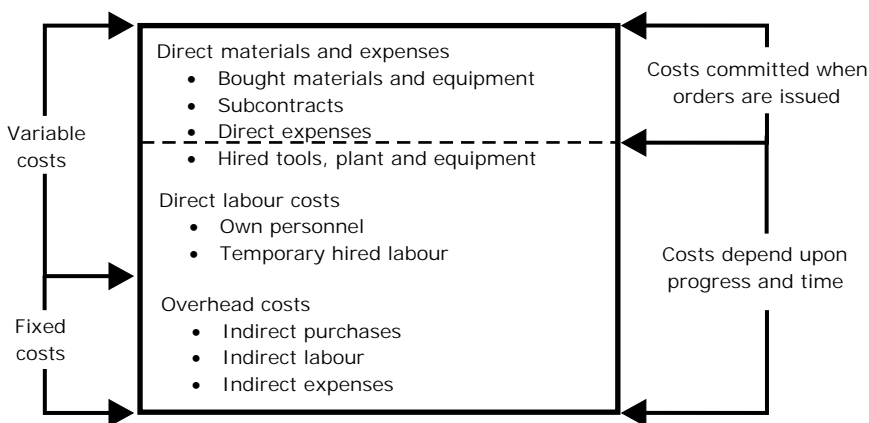 Direct materials and expenses
• Bought materials and equipment
• Subcontracts
• Direct expenses
• Hired tools, plant and equipment
Direct labour costs
• Own personnel
• Temporary hired labour
Overhead costs
• Indirect purchases
• Indirect labour
• Indirect expenses
Variable
costs
Fixed
costs
Costs committed when
orders are issued
Costs depend upon
progress and time